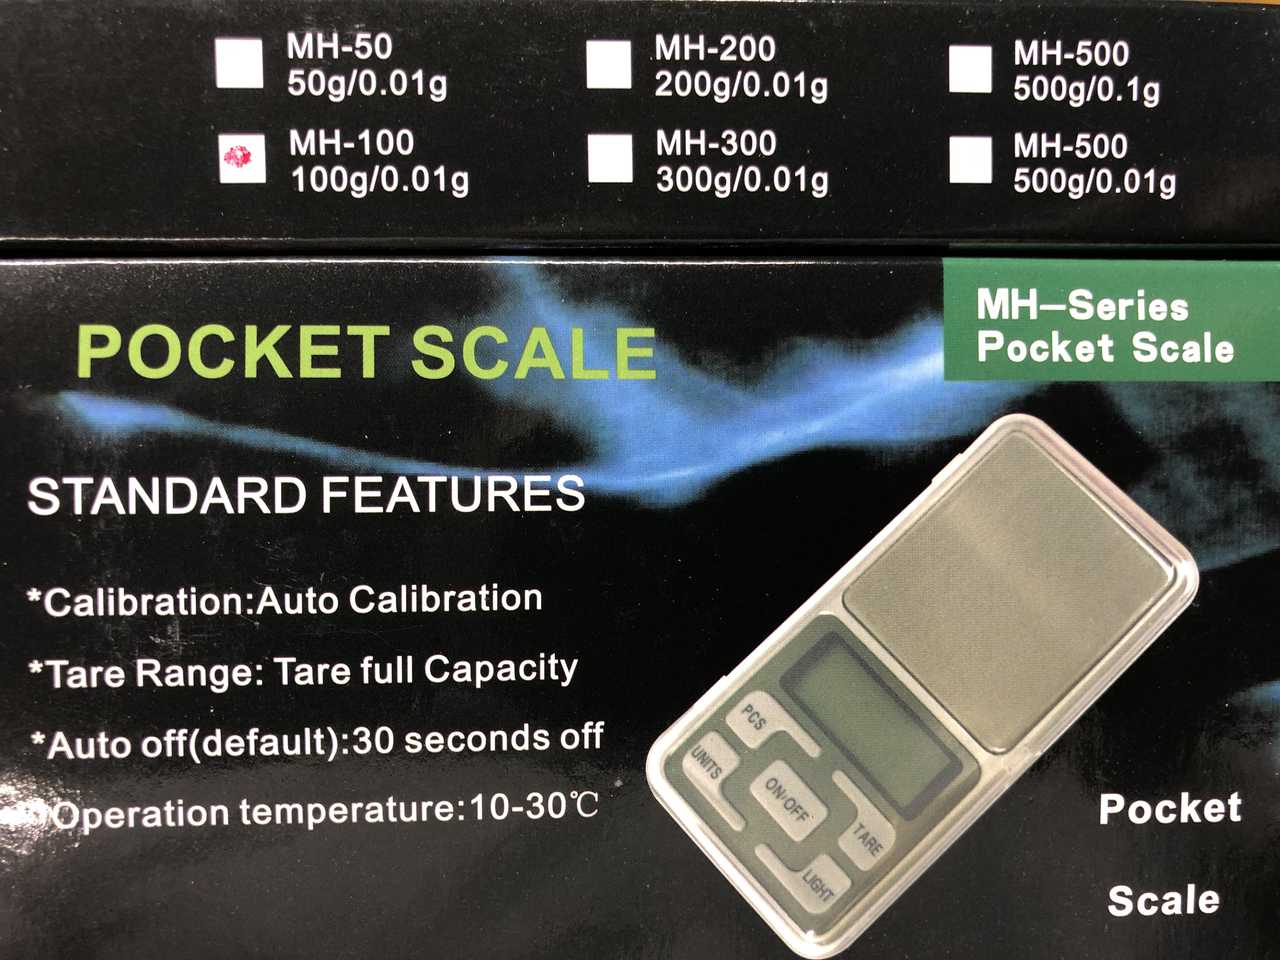 MH-50
50g/0.01g
MH-200
200g/0.01g
MH-500
500g/0.1g
MH-100
100g/0.01g
MH-300
300g/0.01g
MH-500
500g/0.01g
MH-Series
Pocket Scale
POCKET SCALE
STANDARD FEATURES
*Calibration:Auto Calibration
*Tare Range: Tare full Capacity
*Auto off(default):30 seconds off
*Operation temperature:10-30℃
PCS
UNITS
ON·OFF
TARE
LIGHT
Pocket
Scale